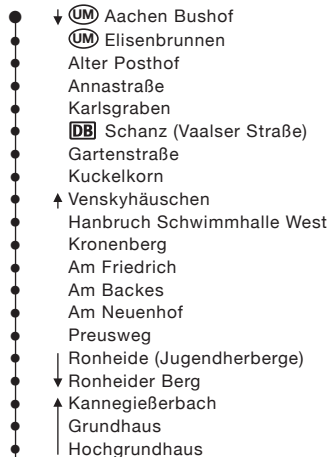 UM Aachen Bushof
UM Elisenbrunnen
Alter Posthof
Annastraße
Karlsgraben
DB Schanz (Vaalser Straße)
Gartenstraße
Kuckelkorn
Venskyhäuschen
Hanbruch Schwimmhalle West
Kronenberg
Am Friedrich
Am Backes
Am Neuenhof
Preusweg
Ronheide (Jugendherberge)
Ronheider Berg
Kannegießerbach
Grundhaus
Hochgrundhaus